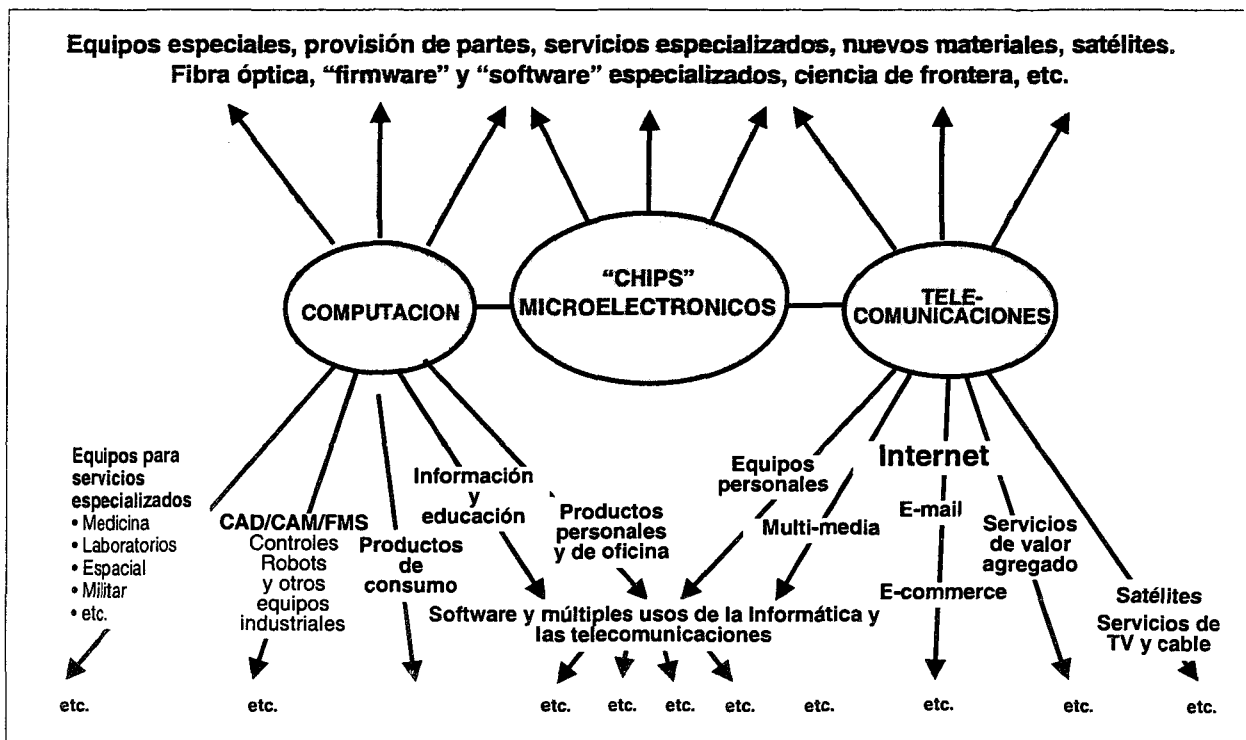 Equipos especiales, provisión de partes, servicios especializados, nuevos materiales, satélites.
Fibra óptica, “firmware” y “software” especializados, ciencia de frontera, etc.
COMPUTACION
“CHIPS”
MICROELECTRONICOS
TELE-
COMUNICACIONES
Equipos para
servicios
especializados
• Medicina
• Laboratorios
• Espacial
• Militar
• etc.
CAD/CAM/FMS
Controles
Robots
y otros
equipos
industriales
Productos
de
consumo
Información
y
educación
Productos
personales
y de oficina
Equipos
personales
Multi-media
Internet
E-mail
E-commerce
Servicios
de valor
agregado
Satélites
Servicios de
TV y cable
Software y múltiples usos de la Informática y
las telecomunicaciones
etc.
etc.
etc.
etc.
etc.
etc.
etc.
etc.
etc.
etc.